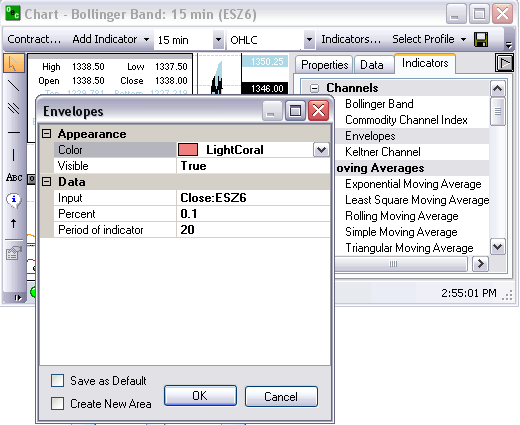 Chart - Bollinger Band: 15 min (ESZ6)
Contract... Add Indicator 15 min OHLC Indicators... Select Profile
High 1338.50 Low 1337.50
Open 1338.50 Close 1338.00
1350.25
1346.00
Properties Data Indicators
Channels
Bollinger Band
Commodity Channel Index
Envelopes
Keltner Channel
oving Averages
Exponential Moving Average
Least Square Moving Average
Rolling Moving Average
Simple Moving Average
Triangular Moving Average
ABC
Envelopes
Appearance
Color LightCoral
Visible True
Data
Input Close:ESZ6
Percent 0.1
Period of indicator 20
Save as Default
Create New Area
OK
Cancel
2:55:01 PM